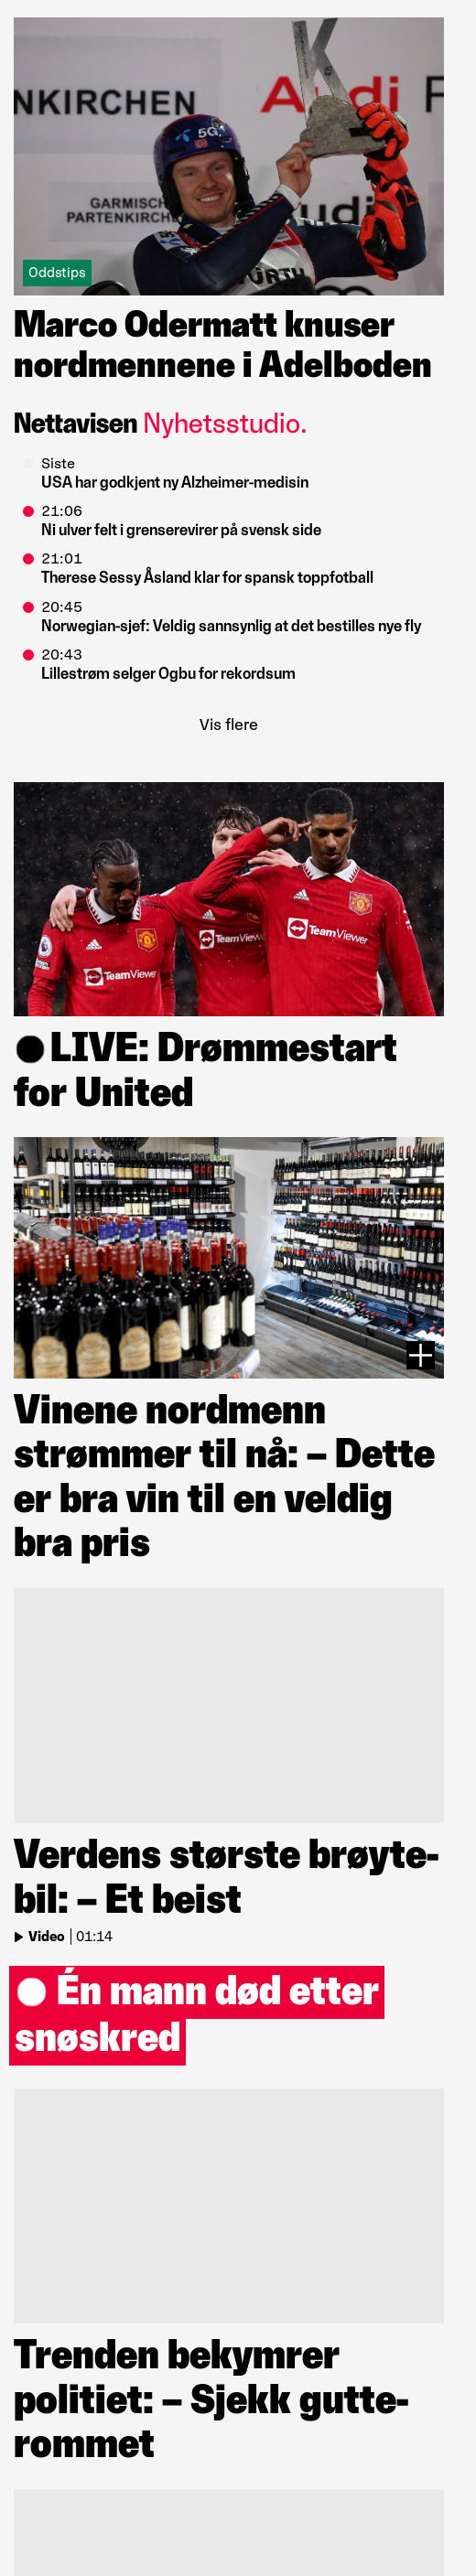 NKIRCHEN
Audi F
5G
GARMISCH
PARTENKIRCH
udi
WÜRTH
Oddstips
Marco Odermatt knuser
nordmennene i Adelboden
Nettavisen Nyhetsstudio.
Siste
USA har godkjent ny Alzheimer-medisin
21:06
Ni ulver felt i grenserevirer på svensk side
21:01
Therese Sessy Åsland klar for spansk toppfotball
20:45
Norwegian-sjef: Veldig sannsynlig at det bestilles nye fly
20:43
Lillestrøm selger Ogbu for rekordsum
Vis flere
TeamViewer
TeamViewer
TeamViewer
LIVE: Drømmestart
for United
Vinene nordmenn
strømmer til nå: – Dette
er bra vin til en veldig
bra pris
Verdens største brøyte-
bil: – Et beist
Video | 01:14
Én mann død etter
snøskred
Trenden bekymrer
politiet: – Sjekk gutte-
rommet